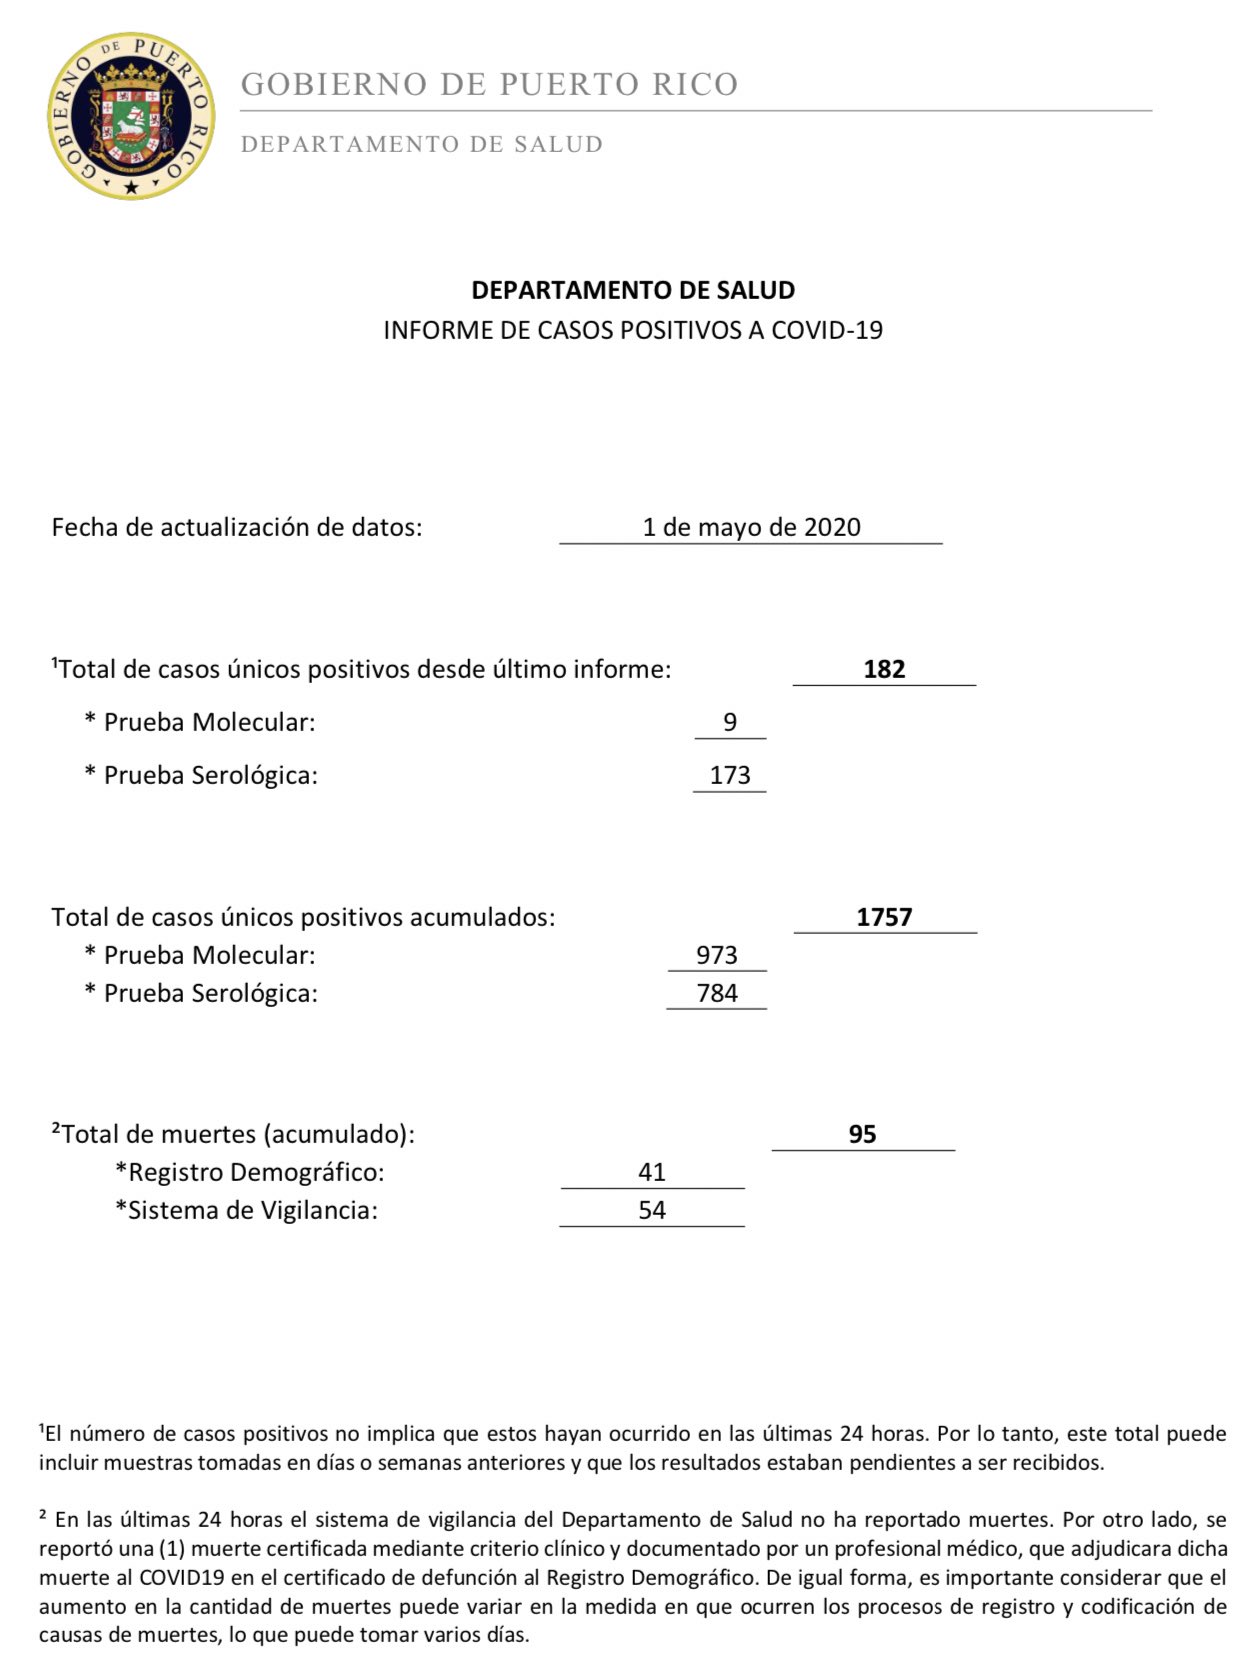 GOBIERNO DE PUERTO RICO
GOBIERNO DE PUERTO RICO
DEPARTAMENTO DE SALUD
DEPARTAMENTO DE SALUD
INFORME DE CASOS POSITIVOS A COVID-19
Fecha de actualización de datos: 1 de mayo de 2020
¹Total de casos únicos positivos desde último informe: 182
* Prueba Molecular: 9
* Prueba Serológica: 173
Total de casos únicos positivos acumulados: 1757
* Prueba Molecular: 973
* Prueba Serológica: 784
²Total de muertes (acumulado): 95
*Registro Demográfico: 41
*Sistema de Vigilancia: 54
¹El número de casos positivos no implica que estos hayan ocurrido en las últimas 24 horas. Por lo tanto, este total puede
incluir muestras tomadas en días o semanas anteriores y que los resultados estaban pendientes a ser recibidos.
² En las últimas 24 horas el sistema de vigilancia del Departamento de Salud no ha reportado muertes. Por otro lado, se
reportó una (1) muerte certificada mediante criterio clínico y documentado por un profesional médico, que adjudicara dicha
muerte al COVID19 en el certificado de defunción al Registro Demográfico. De igual forma, es importante considerar que el
aumento en la cantidad de muertes puede variar en la medida en que ocurren los procesos de registro y codificación de
causas de muertes, lo que puede tomar varios días.